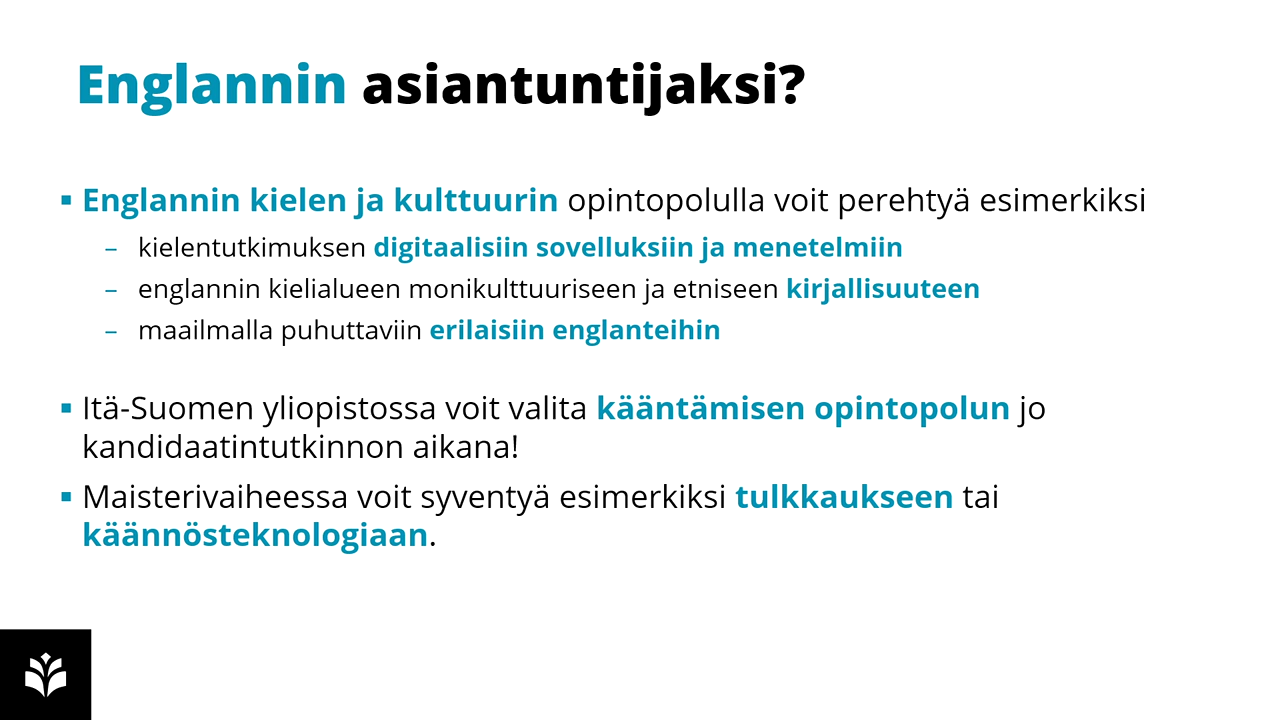 Englannin asiantuntijaksi?
▪ Englannin kielen ja kulttuurin opintopolulla voit perehtyä esimerkiksi
– kielentutkimuksen digitaalisiin sovelluksiin ja menetelmiin
– englannin kielialueen monikulttuuriseen ja etniseen kirjallisuuteen
– maailmalla puhuttaviin erilaisiin englanteihin
▪ Itä-Suomen yliopistossa voit valita kääntämisen opintopolun jo
kandidaatintutkinnon aikana!
▪ Maisterivaiheessa voit syventyä esimerkiksi tulkkaukseen tai
käännösteknologiaan.